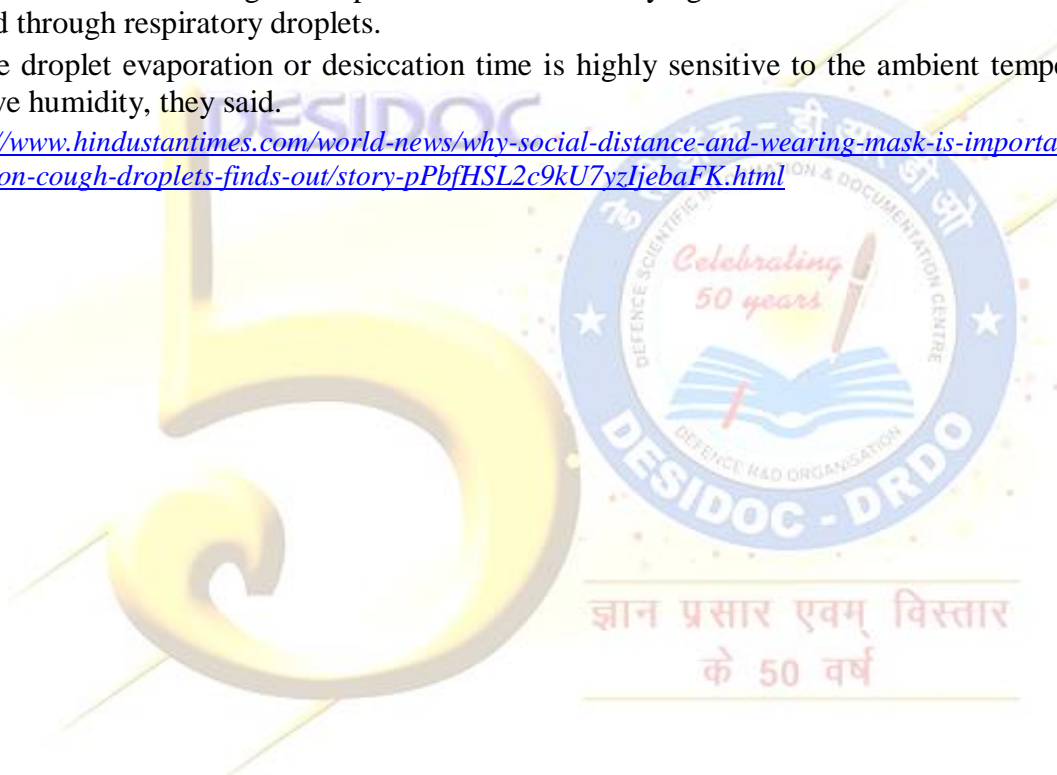 d through respiratory droplets.
e droplet evaporation or desiccation time is highly sensitive to the ambient tempe
ve humidity, they said.
//www.hindustantimes.com/world-news/why-social-distance-and-wearing-mask-is-importa
on-cough-droplets-finds-out/story-pPbfHSL2c9kU7yzIjebaFK.html
DESIDOC
DEFENCE SCIENTIFIC INFORMATION & DOCUMENTATION CENTRE
Celebrating
50 years
DEFENCE R&D ORGANISATION
DESIDOC - DRDO
ज्ञान प्रसार एवम् विस्तार
के 50 वर्ष